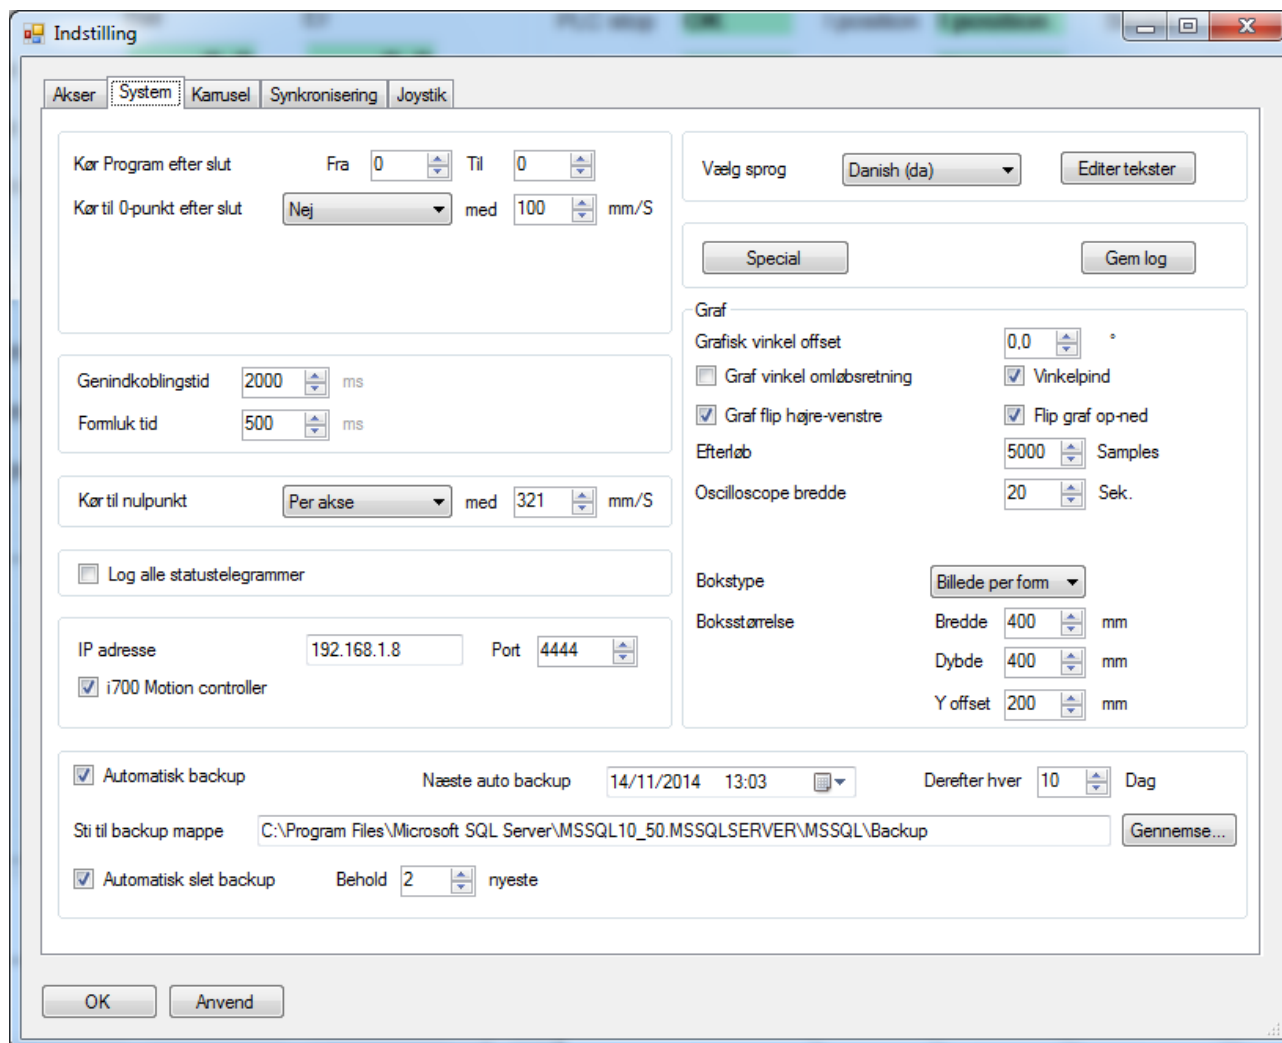 PLC stop OK I position I position
Indstilling
Akser System Karrusel Synkronisering Joystik
Kør Program efter slut Fra 0 Til 0
Kør til 0-punkt efter slut Nej med 100 mm/S
Vælg sprog Danish (da) Editer tekster
Special Gem log
Genindkoblingstid 2000 ms
Formluk tid 500 ms
Kør til nulpunkt Per akse med 321 mm/S
Log alle statustelegrammer
IP adresse 192.168.1.8 Port 4444
i700 Motion controller
Graf
Grafisk vinkel offset 0,0 °
Graf vinkel omløbsretning Vinkelpind
Graf flip højre-venstre Flip graf op-ned
Efterløb 5000 Samples
Oscilloscope bredde 20 Sek.
Bokstype Billede per form
Boksstørrelse Bredde 400 mm
Dybde 400 mm
Y offset 200 mm
Automatisk backup Næste auto backup 14/11/2014 13:03 Derefter hver 10 Dag
Sti til backup mappe C:\Program Files\Microsoft SQL Server\MSSQL10_50.MSSQLSERVER\MSSQL\Backup Gennemse...
Automatisk slet backup Behold 2 nyeste
OK Anvend